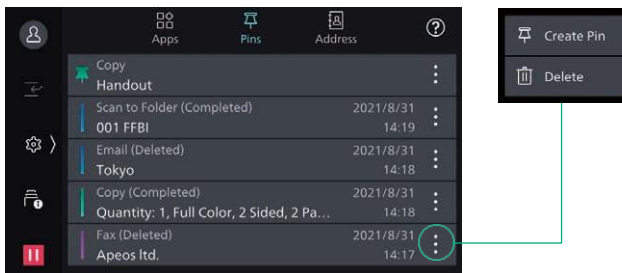 Apps
Pins
Address
Copy
Handout
Scan to Folder (Completed) 2021/8/31
001 FFBI 14:19
Email (Deleted) 2021/8/31
Tokyo 14:18
Copy (Completed) 2021/8/31
Quantity: 1, Full Color, 2 Sided, 2 Pa... 14:18
Fax (Deleted) 2021/8/31
Apeos ltd. 14:17
Create Pin
Delete